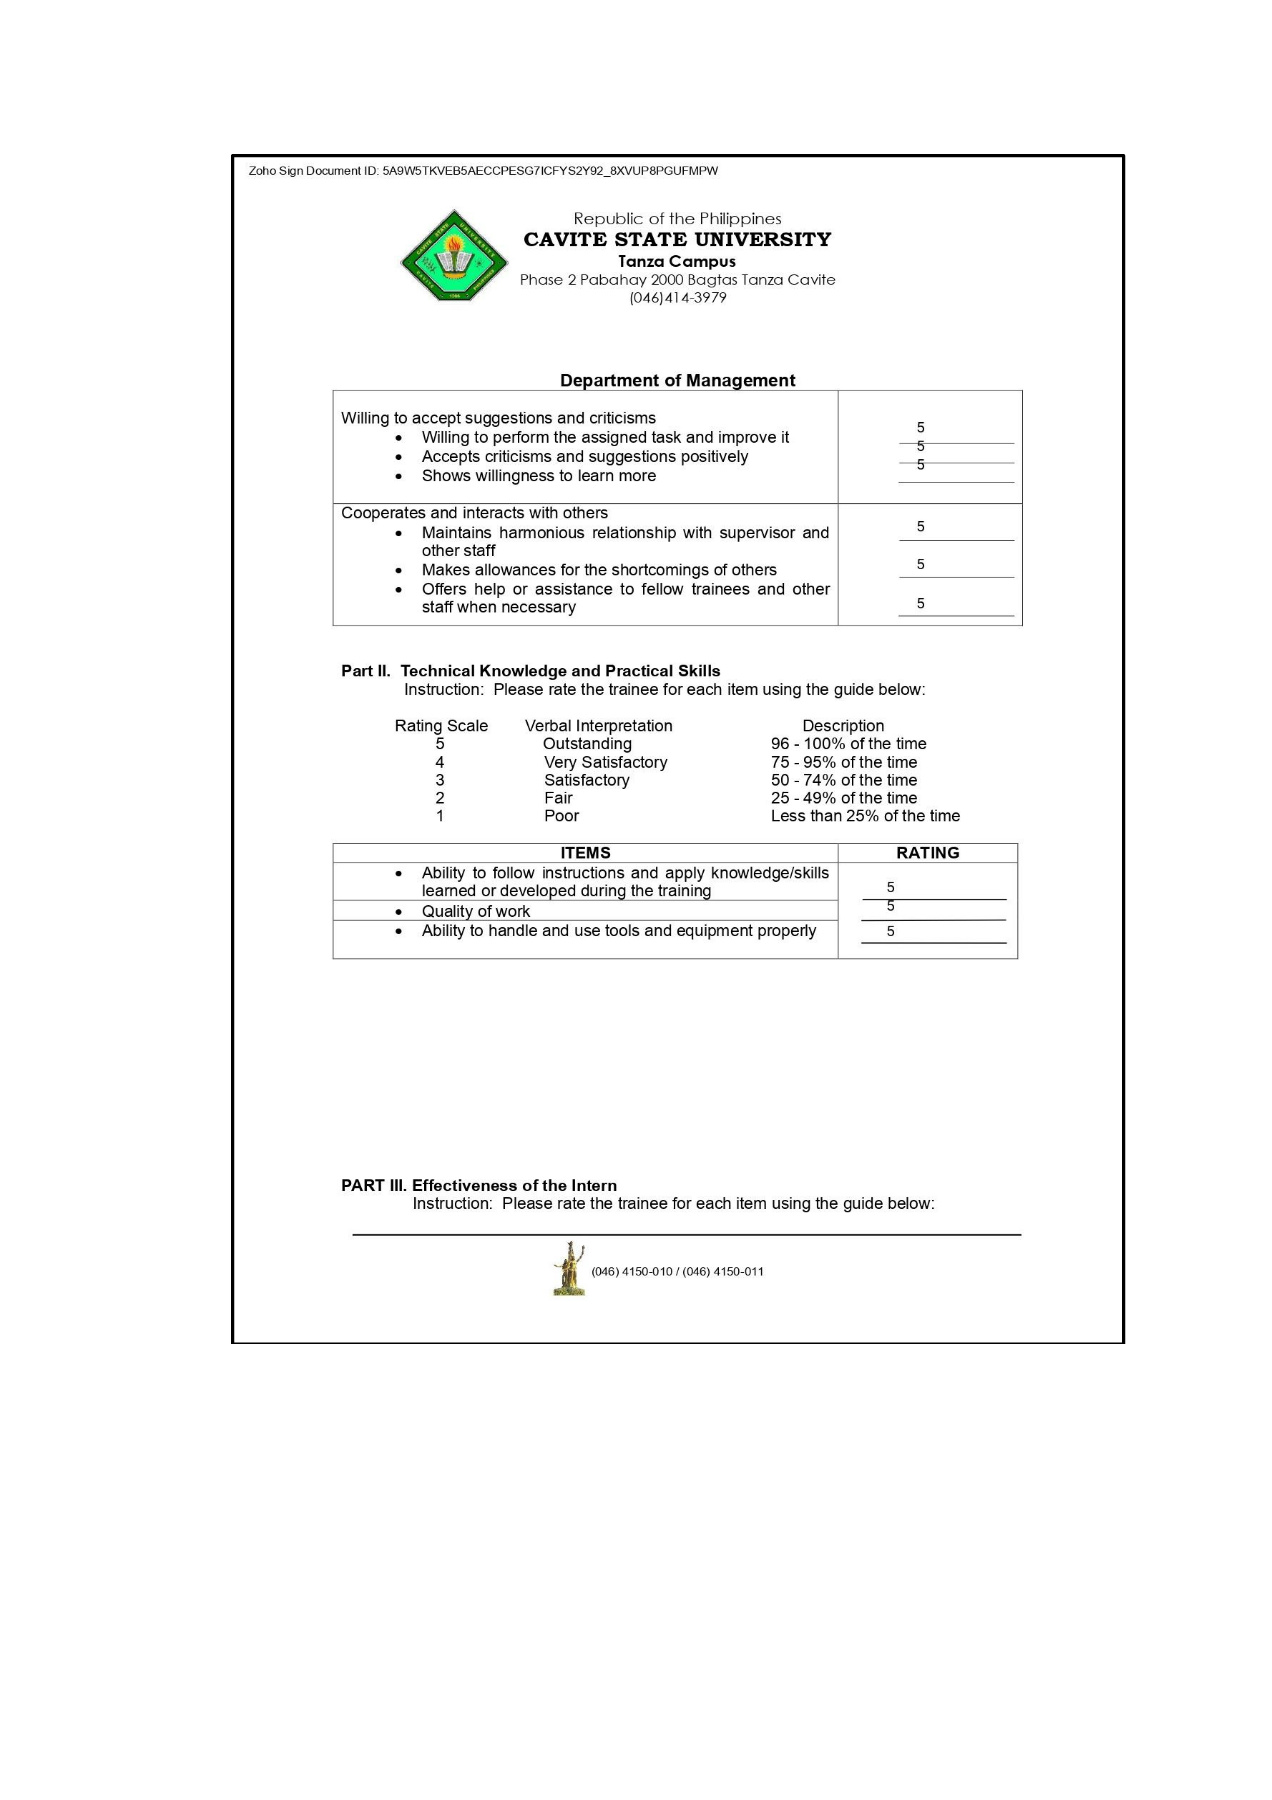 Zoho Sign Document ID: 5A9W5TKVEB5AECCPESG7ICFYS2Y92_8XVUP8PGUFMPW
Republic of the Philippines
CAVITE STATE UNIVERSITY
Tanza Campus
Phase 2 Pabahay 2000 Bagtas Tanza Cavite
(046)414-3979
CAVITE STATE UNIVERSITY
Department of Management
Willing to accept suggestions and criticisms
• Willing to perform the assigned task and improve it 5
• Accepts criticisms and suggestions positively 5
• Shows willingness to learn more 5
Cooperates and interacts with others
• Maintains harmonious relationship with supervisor and 5
other staff
• Makes allowances for the shortcomings of others 5
• Offers help or assistance to fellow trainees and other
staff when necessary 5
Part II. Technical Knowledge and Practical Skills
Instruction: Please rate the trainee for each item using the guide below:
Rating Scale Verbal Interpretation Description
5 Outstanding 96 - 100% of the time
4 Very Satisfactory 75 - 95% of the time
3 Satisfactory 50 - 74% of the time
2 Fair 25 - 49% of the time
1 Poor Less than 25% of the time
ITEMS RATING
• Ability to follow instructions and apply knowledge/skills
learned or developed during the training 5
• Quality of work 5
• Ability to handle and use tools and equipment properly 5
PART III. Effectiveness of the Intern
Instruction: Please rate the trainee for each item using the guide below:
(046) 4150-010 / (046) 4150-011